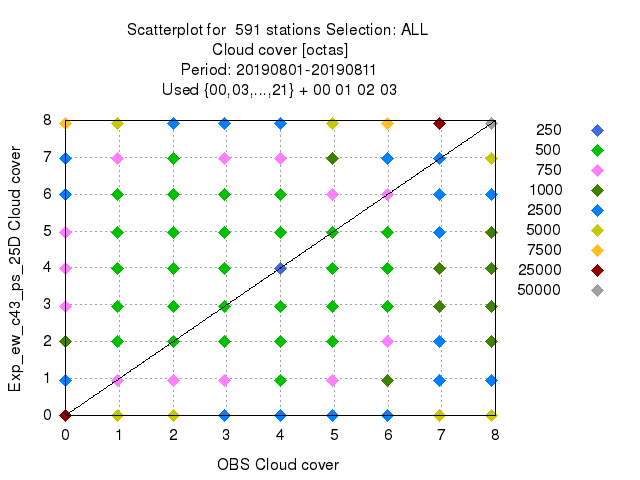 Scatterplot for 591 stations Selection: ALL
Cloud cover [octas]
Period: 20190801-20190811
Used {00,03,...,21} + 00 01 02 03
Exp_ew_c43_ps_25D Cloud cover
8
7
6
5
4
3
2
1
0
0 1 2 3 4 5 6 7 8
OBS Cloud cover
250
500
750
1000
2500
5000
7500
25000
50000